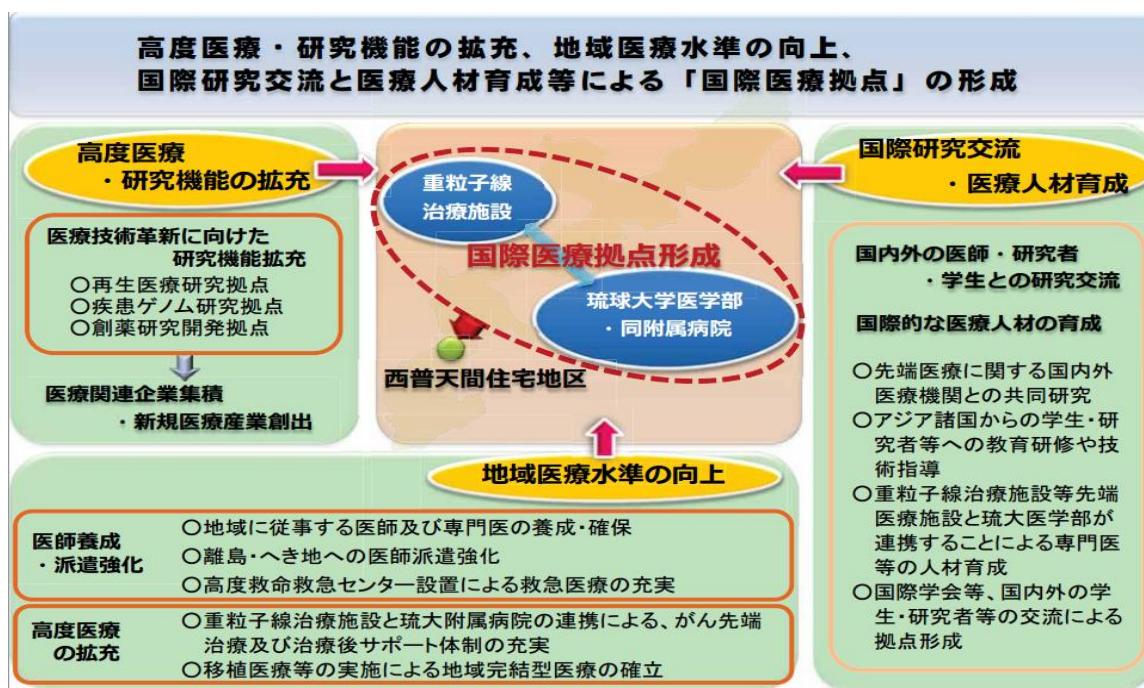 高度医療・研究機能の拡充、地域医療水準の向上、
国際研究交流と医療人材育成等による「国際医療拠点」の形成
高度医療
・研究機能の拡充
医療技術革新に向けた
研究機能拡充
○再生医療研究拠点
○疾患ゲノム研究拠点
○創薬研究開発拠点
医療関連企業集積
・新規医療産業創出
重粒子線
治療施設
国際医療拠点形成
琉球大学医学部
・同附属病院
西普天間住宅地区
国際研究交流
・医療人材育成
国内外の医師・研究者
・学生との研究交流
国際的な医療人材の育成
○先端医療に関する国内外
医療機関との共同研究
○アジア諸国からの学生・研
究者等への教育研修や技
術指導
○重粒子線治療施設等先端
医療施設と琉大医学部が
連携することによる専門医
等の人材育成
○国際学会等、国内外の学
生・研究者等の交流による
拠点形成
地域医療水準の向上
医師養成
・派遣強化
○地域に従事する医師及び専門医の養成・確保
○離島・へき地への医師派遣強化
○高度救命救急センター設置による救急医療の充実
高度医療
の拡充
○重粒子線治療施設と琉大附属病院の連携による、がん先端
治療及び治療後サポート体制の充実
○移植医療等の実施による地域完結型医療の確立